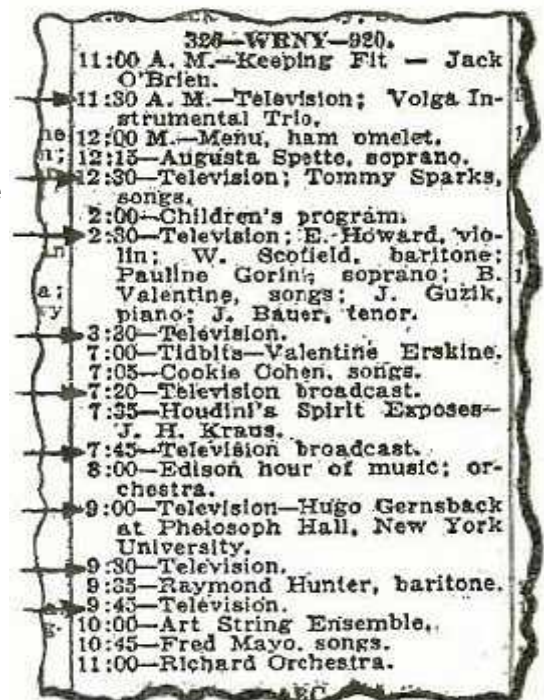 326—WRNY—920.
11:00 A. M.—Keeping Fit — Jack
O'Brien.
11:30 A. M.—Television; Volga In-
strumental Trio.
12:00 M.—Menu, ham omelet.
12:15—Augusta Spette, soprano.
12:30—Television; Tommy Sparks,
songs.
2:00—Children's program.
2:30—Television; E. Howard, vio-
lin; W. Scofield, baritone;
Pauline Gorin; soprano; B.
Valentine, songs; J. Guzik,
piano; J. Bauer, tenor.
3:30—Television.
7:00—Tidbits—Valentine Erskine.
7:05—Cookie Cohen, songs.
7:20—Television broadcast.
7:35—Houdini's Spirit Exposes—
J. H. Kraus.
7:45—Television broadcast.
8:00—Edison hour of music; or-
chestra.
9:00—Television—Hugo Gernsback
at Phelosoph Hall, New York
University.
9:30—Television.
9:35—Raymond Hunter, baritone.
9:45—Television.
10:00—Art String Ensemble.
10:45—Fred Mayo, songs.
11:00—Richard Orchestra.